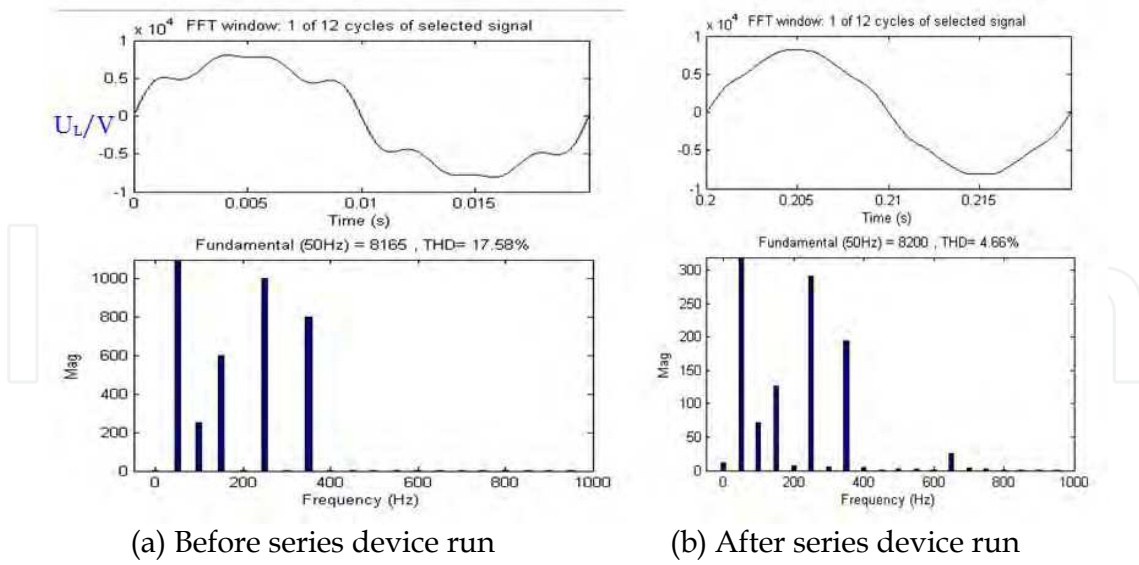 × 10⁴ FFT window: 1 of 12 cycles of selected signal
1
0.5
0
-0.5
-1
U_L/V
0 0.005 0.01 0.015
Time (s)
Fundamental (50Hz) = 8165 , THD= 17.58%
1000
800
600
400
200
0
Mag
0 200 400 600 800 1000
Frequency (Hz)
(a) Before series device run
× 10⁴ FFT window: 1 of 12 cycles of selected signal
1
0.5
0
-0.5
-1
0.2 0.205 0.21 0.215
Time (s)
Fundamental (50Hz) = 8200 , THD= 4.66%
300
250
200
150
100
50
0
Mag
0 200 400 600 800 1000
Frequency (Hz)
(b) After series device run